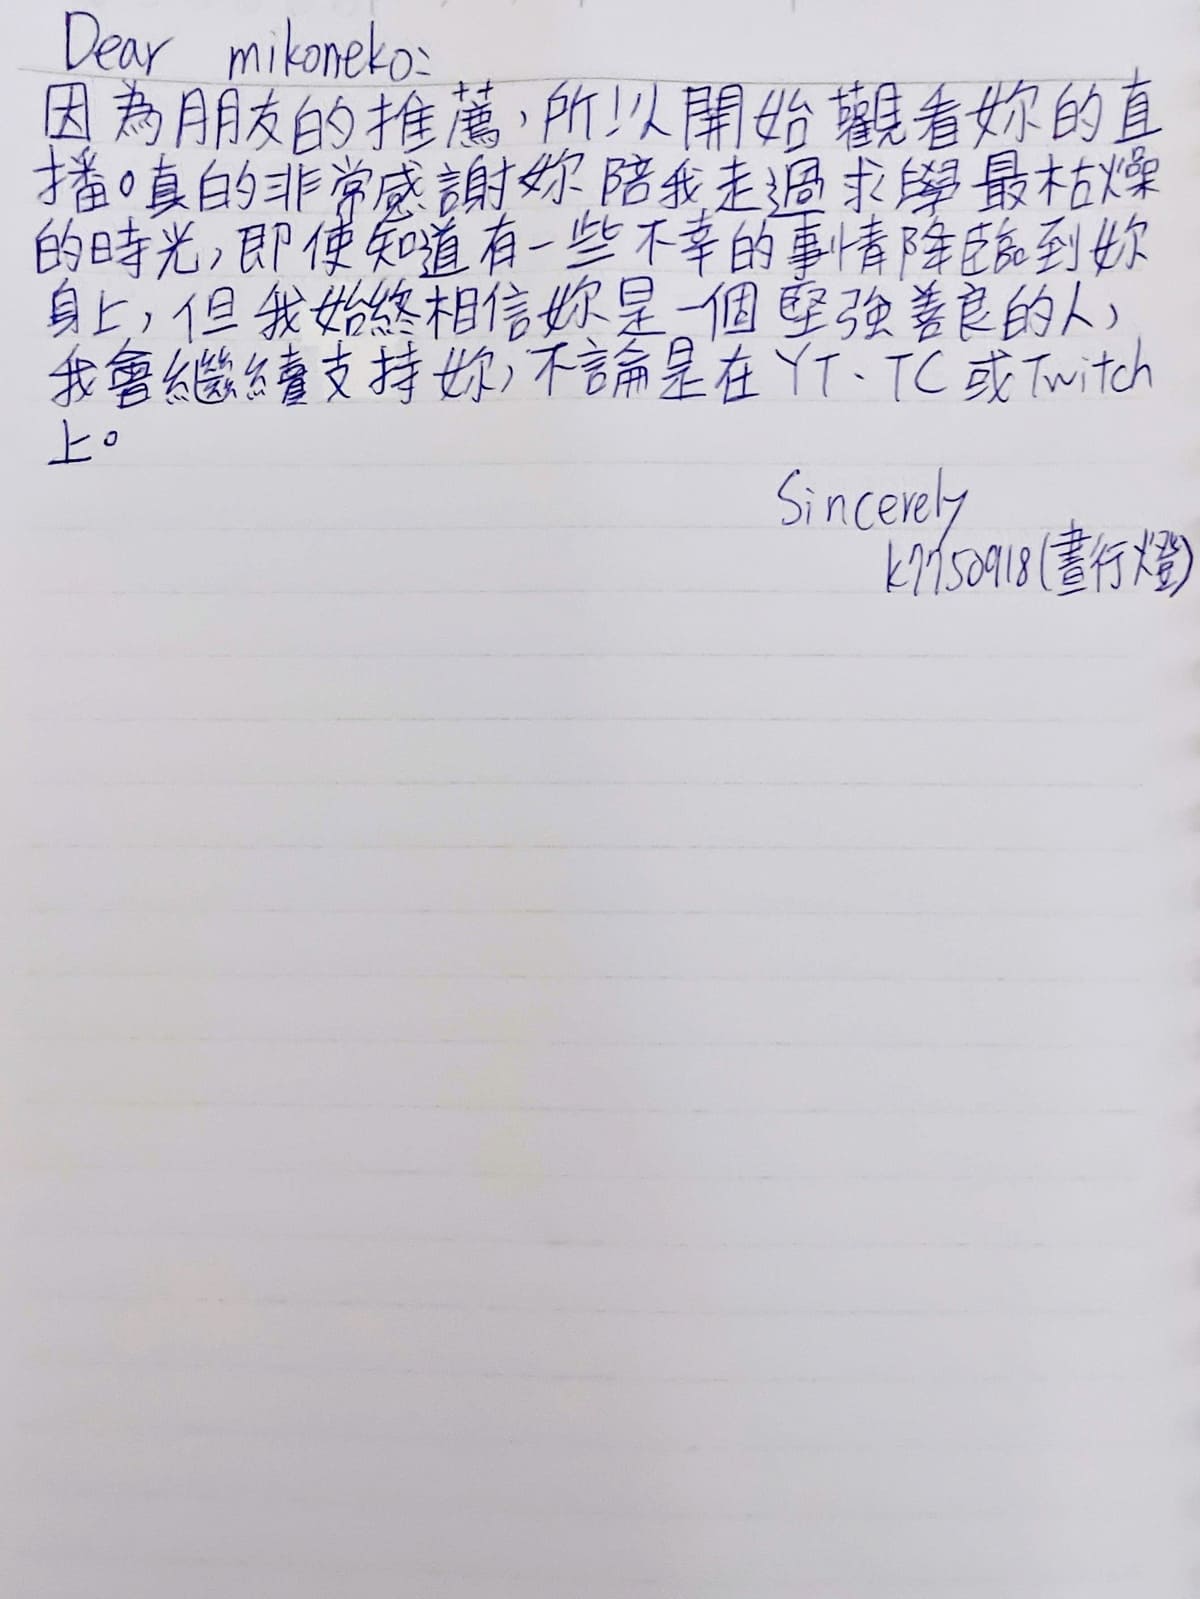 Dear mikoneko:
因為朋友的推薦，所以開始觀看妳的直
播。真的非常感謝妳陪我走過求學最枯燥
的時光，即使知道有一些不幸的事情降臨到妳
身上，但我始終相信妳是一個堅強善良的人，
我會繼續支持妳，不論是在YT、TC或Twitch
上。
Sincerely
k7750918(晝行燈)